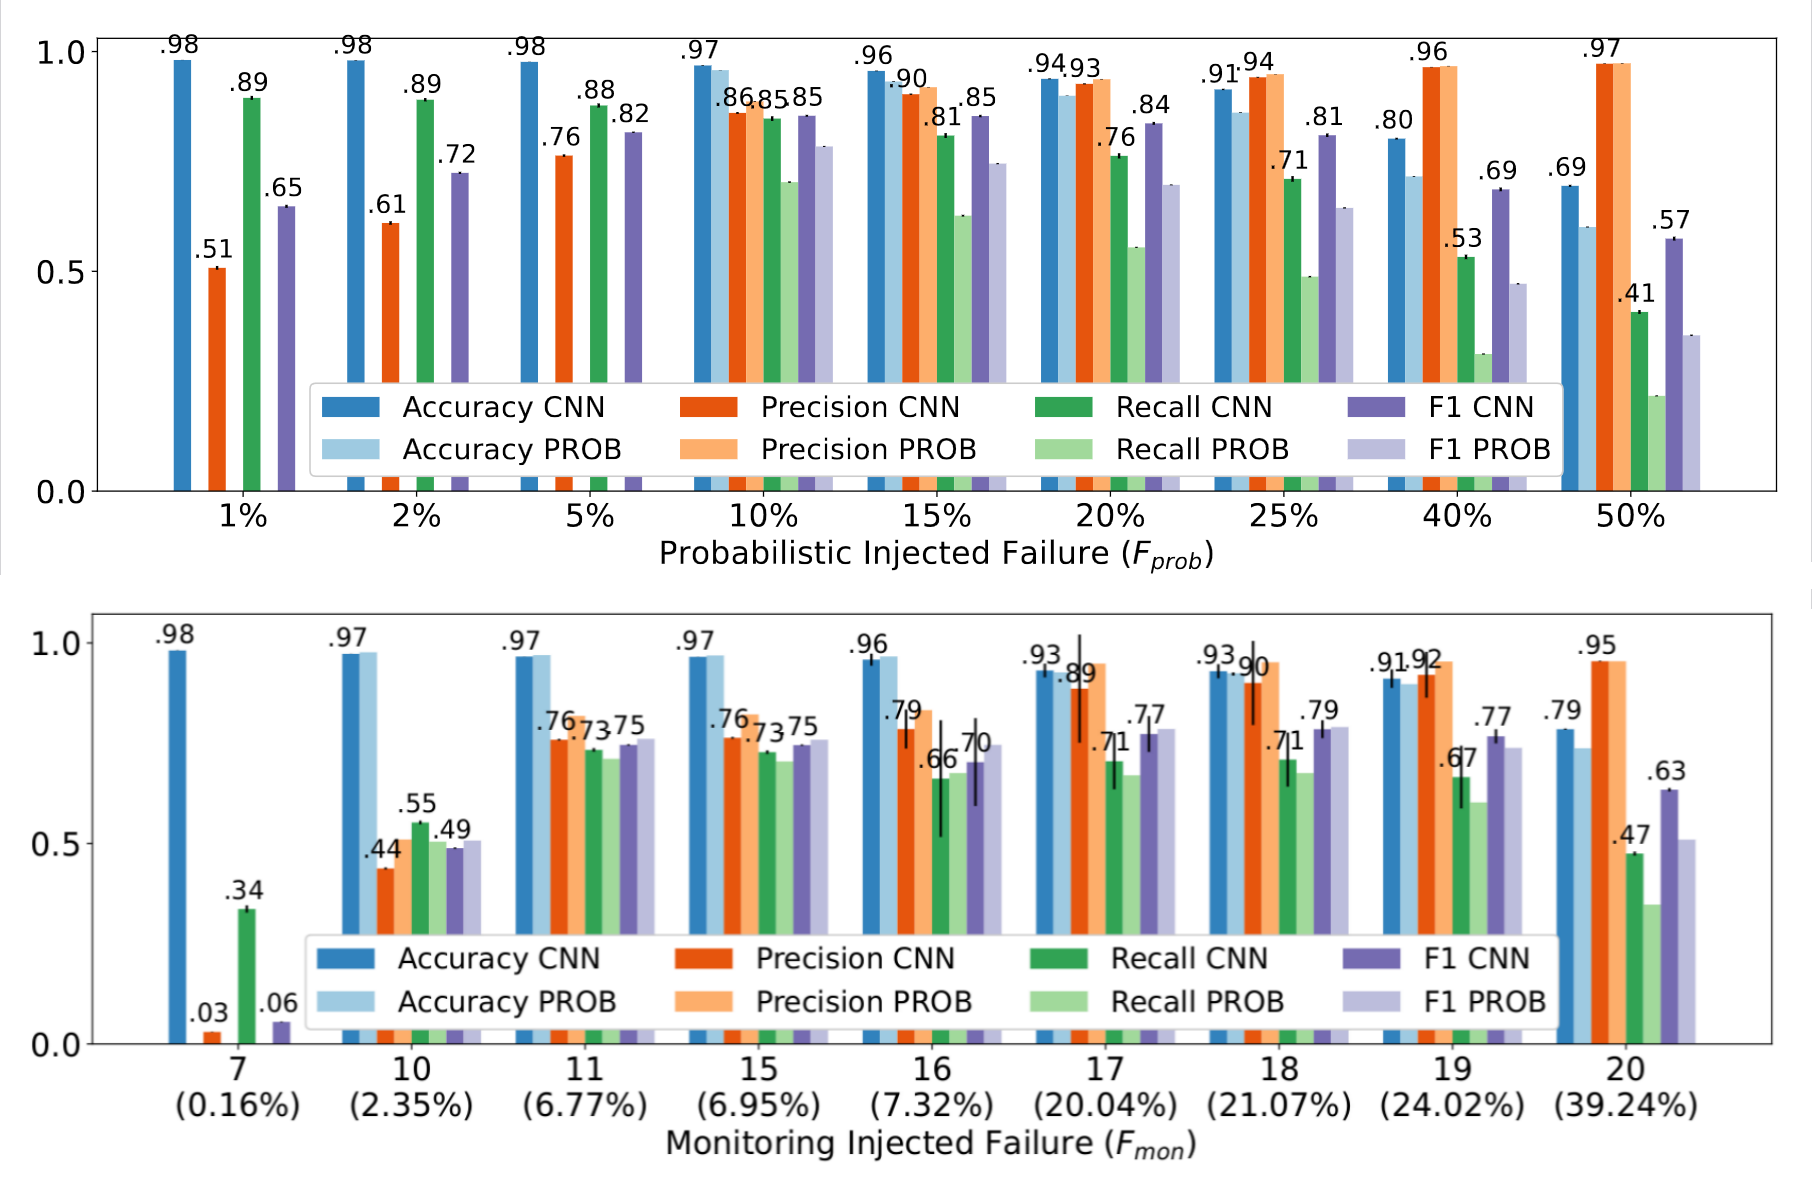 1.0
0.5
0.0
.98 .51 .89 .65
.98 .61 .89 .72
.98 .76 .88 .82
.97 .86 .85 .85
.96 .90 .81 .85
.94 .93 .76 .84
.91 .94 .71 .81
.80 .96 .53 .69
.69 .97 .41 .57
Accuracy CNN Precision CNN Recall CNN F1 CNN
Accuracy PROB Precision PROB Recall PROB F1 PROB
1% 2% 5% 10% 15% 20% 25% 40% 50%
Probabilistic Injected Failure (Fprob)
1.0
0.5
0.0
.98 .03 .34 .06
.97 .44 .55 .49
.97 .76 .73 .75
.97 .76 .73 .75
.96 .79 .66 .70
.93 .89 .71 .77
.93 .90 .71 .79
.91 .92 .67 .77
.79 .95 .47 .63
Accuracy CNN Precision CNN Recall CNN F1 CNN
Accuracy PROB Precision PROB Recall PROB F1 PROB
7 10 11 15 16 17 18 19 20
(0.16%) (2.35%) (6.77%) (6.95%) (7.32%) (20.04%) (21.07%) (24.02%) (39.24%)
Monitoring Injected Failure (Fmon)